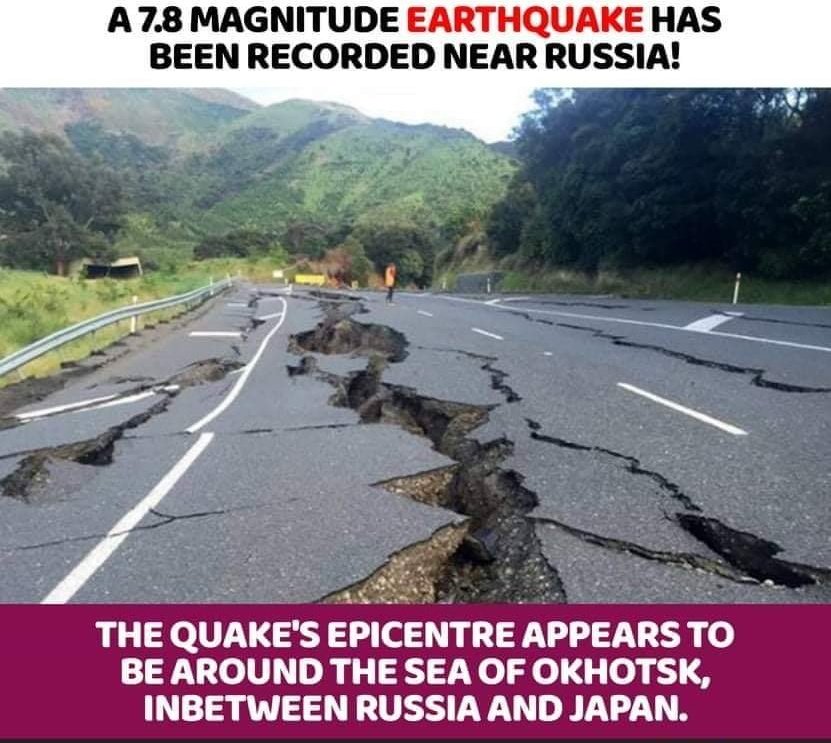 A 7.8 MAGNITUDE EARTHQUAKE HAS
BEEN RECORDED NEAR RUSSIA!
THE QUAKE'S EPICENTRE APPEARS TO
BE AROUND THE SEA OF OKHOTSK,
INBETWEEN RUSSIA AND JAPAN.